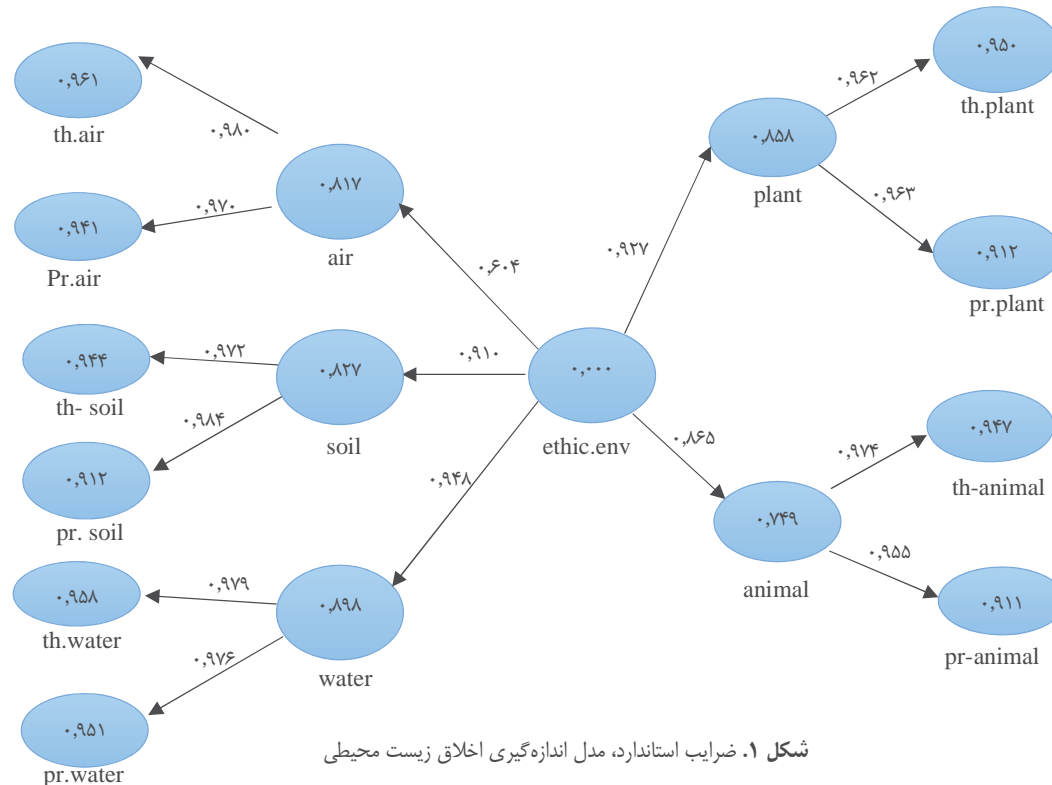 ۰,۹۶۱
th.air
۰,۹۸۰
۰,۹۴۱
Pr.air
۰,۹۷۰
۰,۸۱۷
air
۰,۶۰۴
۰,۹۴۴
th- soil
۰,۹۷۲
۰,۹۱۲
pr. soil
۰,۹۸۴
۰,۸۲۷
soil
۰,۹۱۰
۰,۹۵۸
th.water
۰,۹۷۹
۰,۹۵۱
pr.water
۰,۹۷۶
۰,۸۹۸
water
۰,۹۴۸
۰,۰۰۰
ethic.env
۰,۹۲۷
۰,۸۵۸
plant
۰,۹۶۲
۰,۹۵۰
th.plant
۰,۹۶۳
۰,۹۱۲
pr.plant
۰,۸۶۵
۰,۷۴۹
animal
۰,۹۷۴
۰,۹۴۷
th-animal
۰,۹۵۵
۰,۹۱۱
pr-animal
شکل ۱. ضرایب استاندارد، مدل اندازه‌گیری اخلاق زیست محیطی